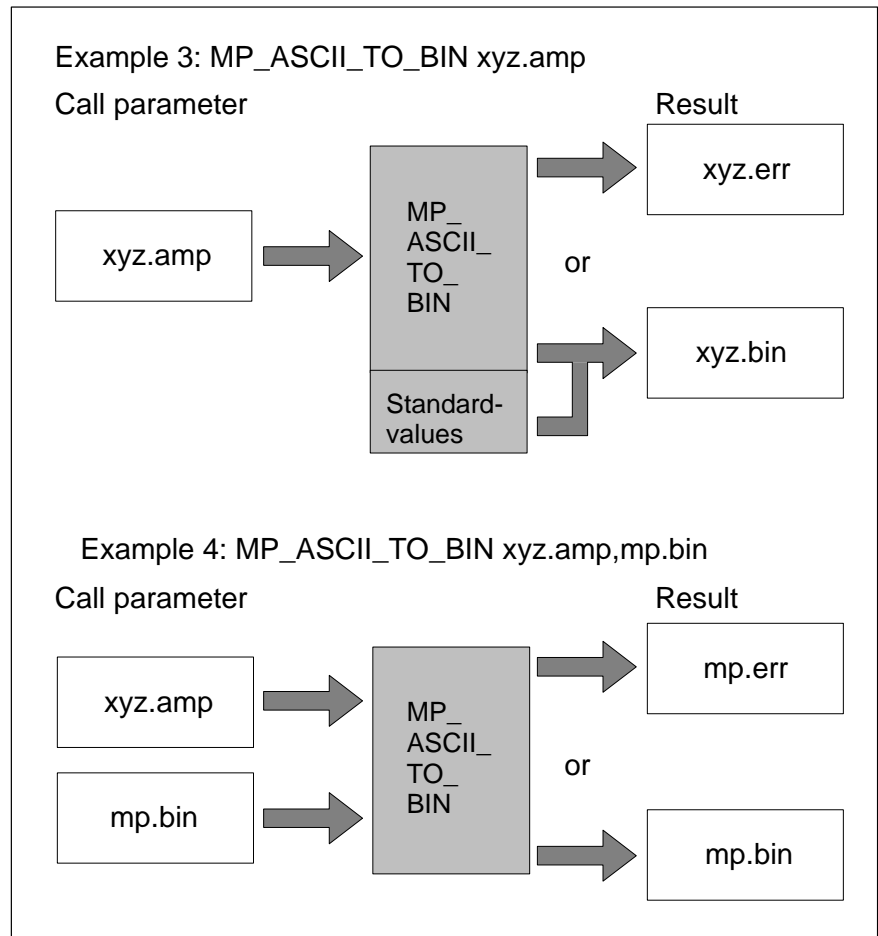 Example 3: MP_ASCII_TO_BIN xyz.amp
Call parameter
Result
xyz.err
MP_
ASCII_
TO_
BIN
xyz.amp
or
xyz.bin
Standard-
values
Example 4: MP_ASCII_TO_BIN xyz.amp,mp.bin
Call parameter
Result
mp.err
xyz.amp
MP_
ASCII_
TO_
BIN
or
mp.bin
mp.bin